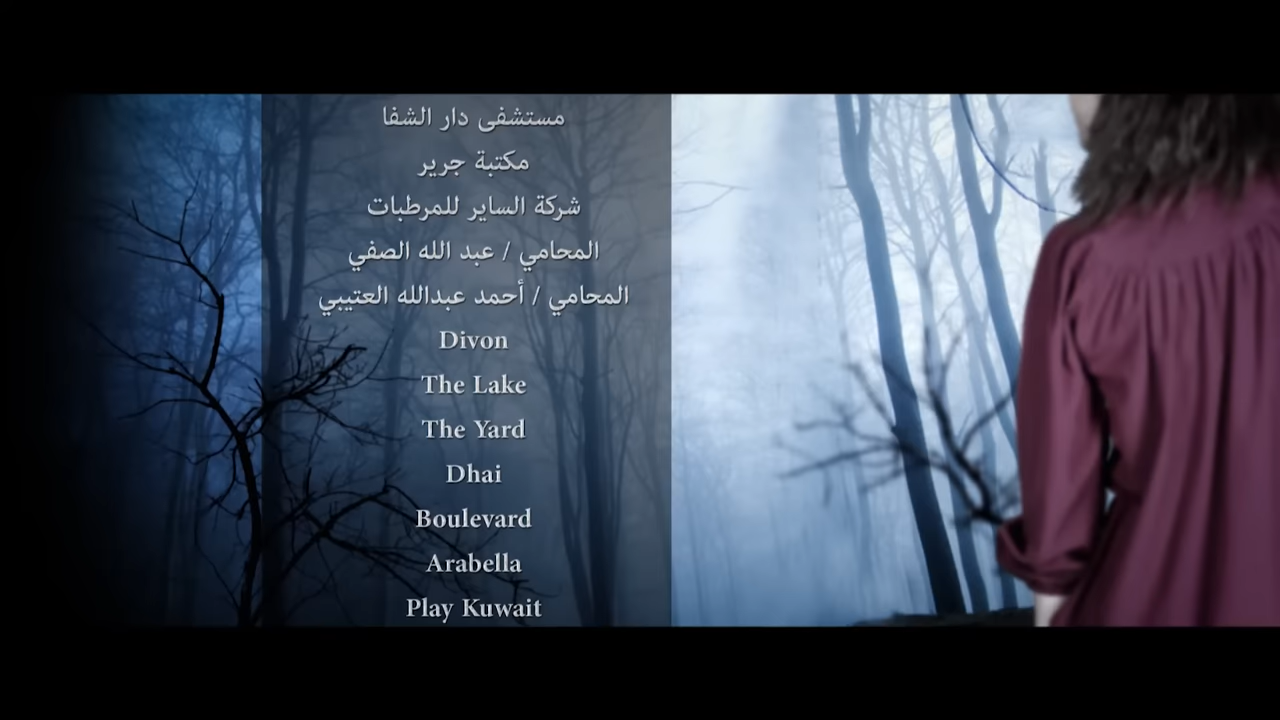 مستشفى دار الشفا
مكتبة جرير
شركة الساير للمرطبات
المحامي / عبد الله الصفي
المحامي / أحمد عبدالله العتيبي
Divon
The Lake
The Yard
Dhai
Boulevard
Arabella
Play Kuwait